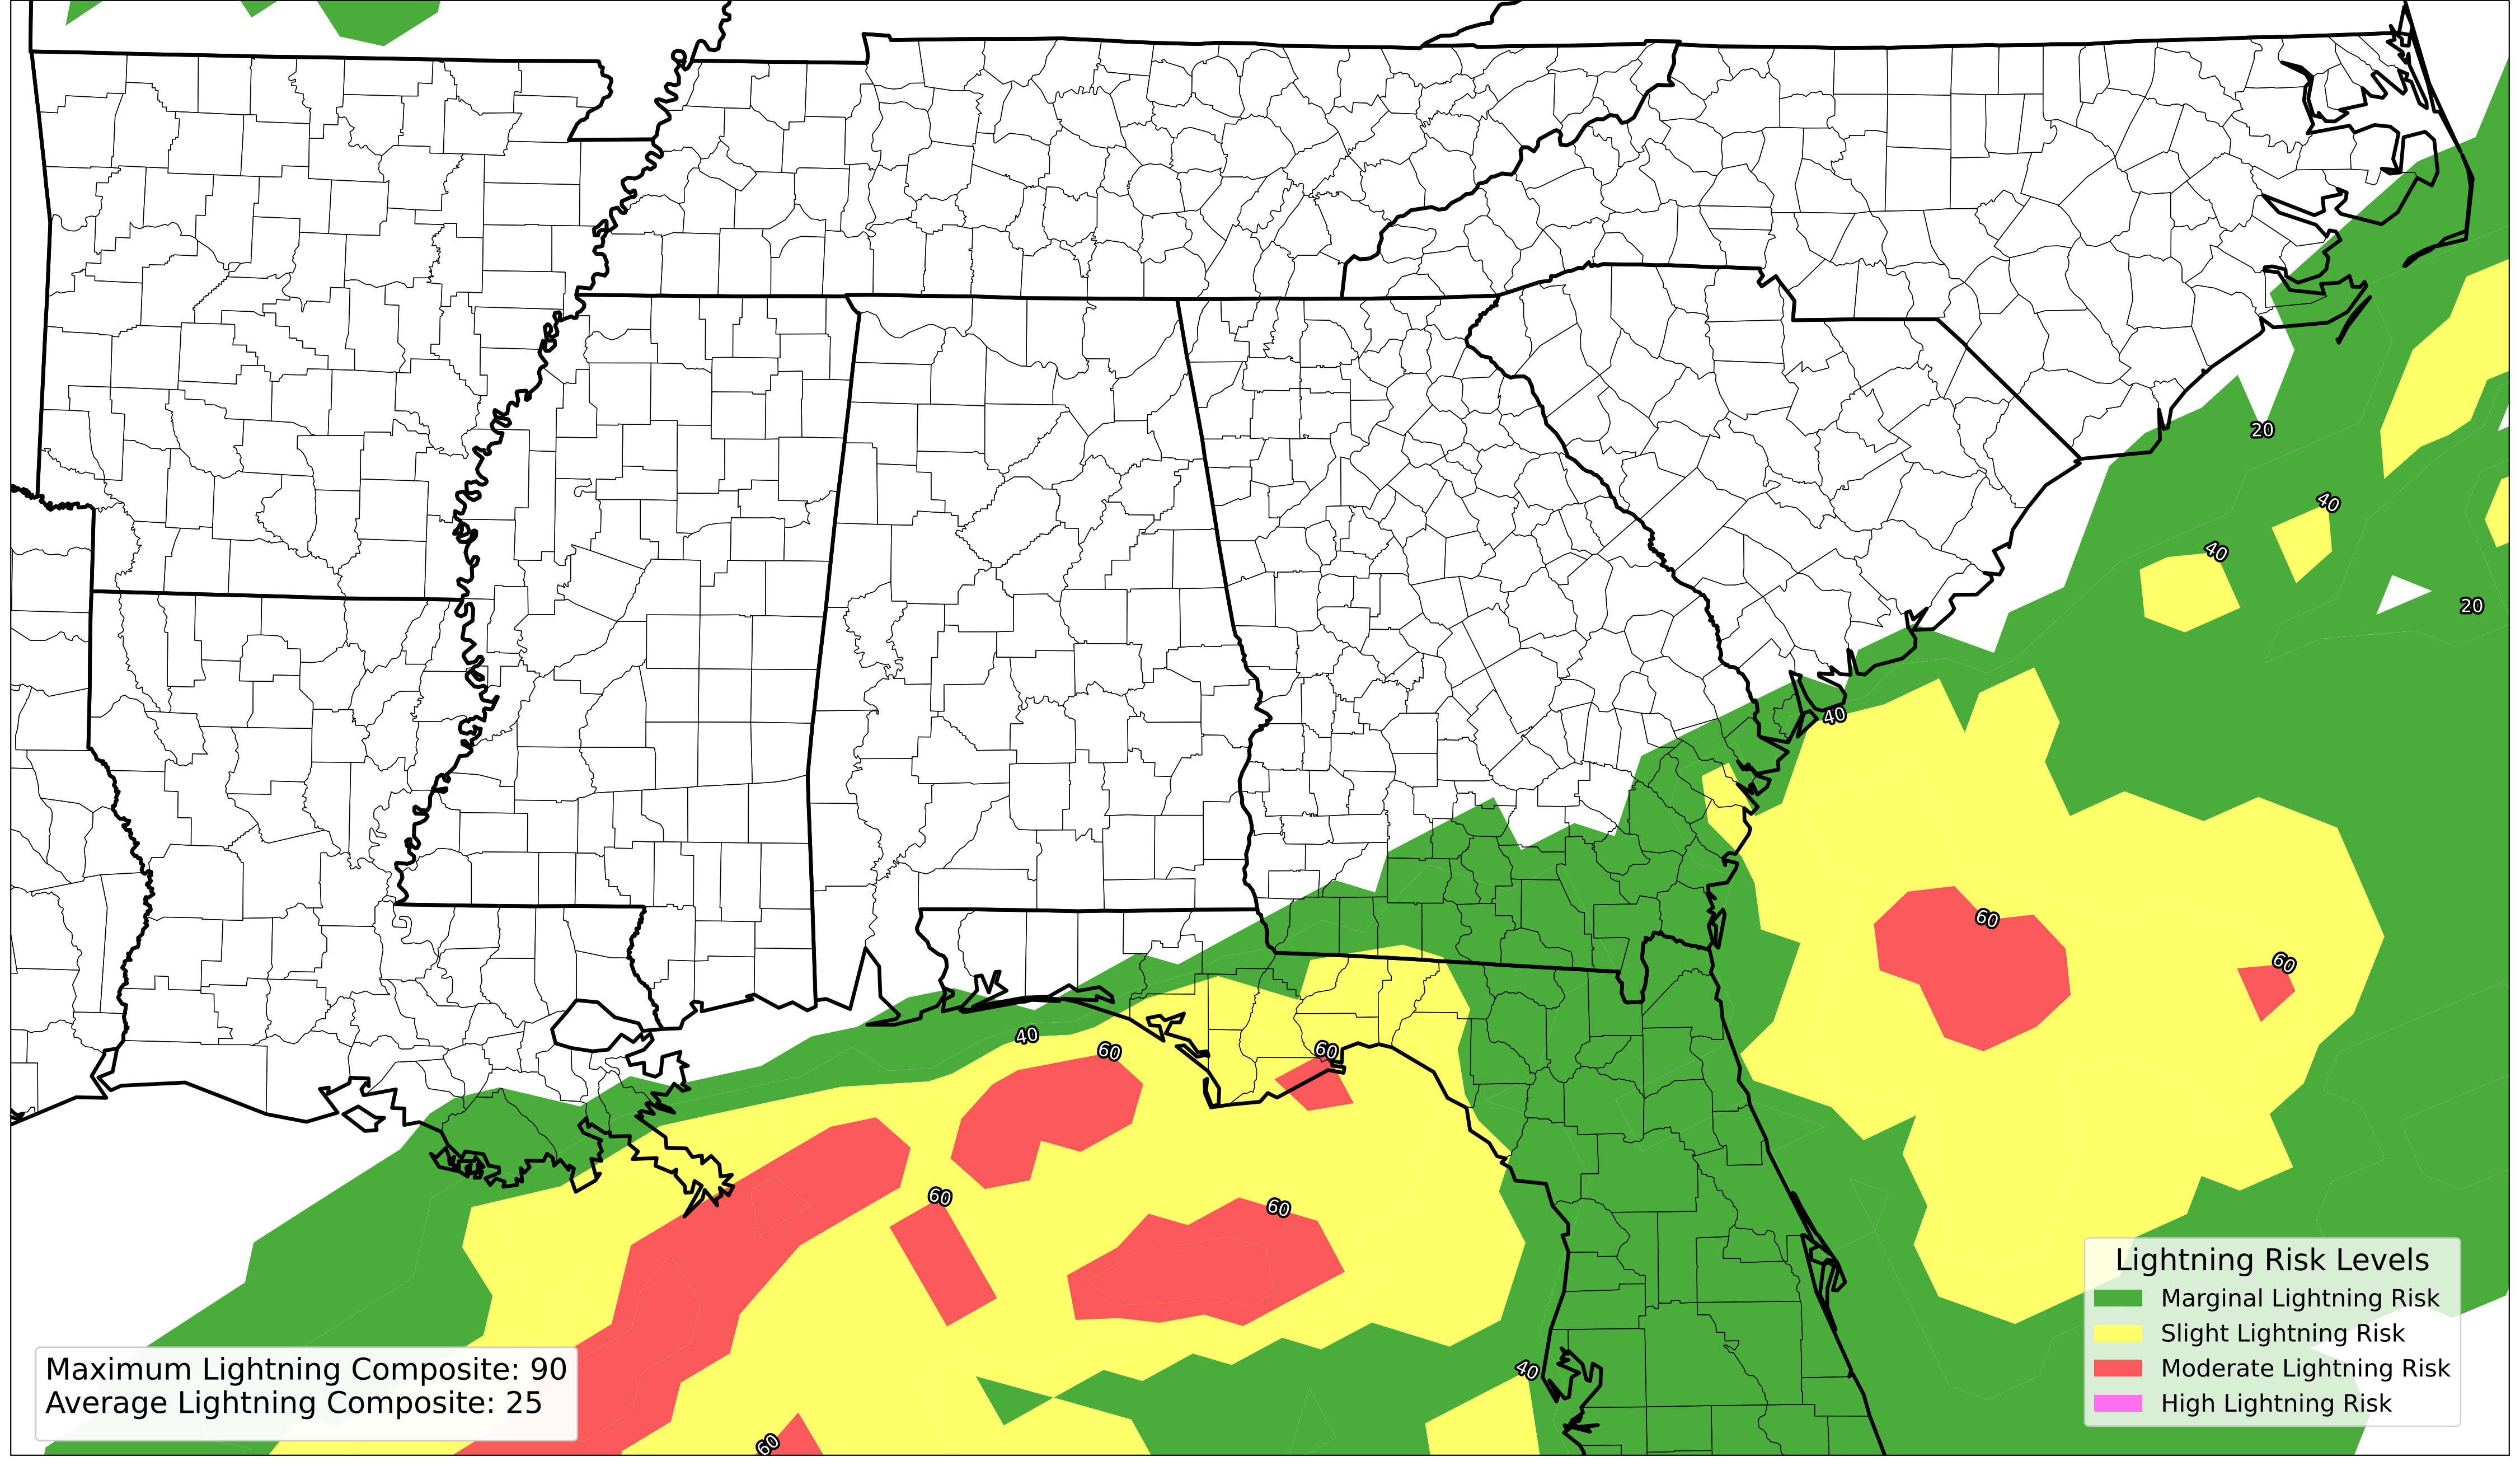 20
40
40
20
40
60
60
40
60
60
60
60
40
60
Lightning Risk Levels
Marginal Lightning Risk
Slight Lightning Risk
Moderate Lightning Risk
High Lightning Risk
Maximum Lightning Composite: 90
Average Lightning Composite: 25